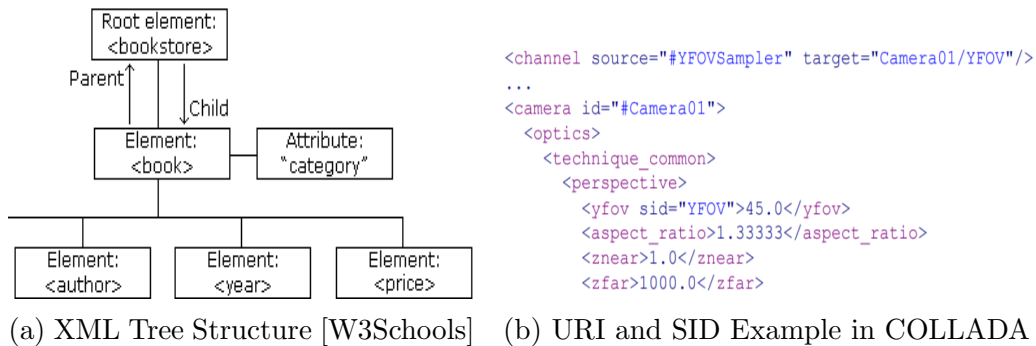 Root element:
<bookstore>
Parent
Child
Element:
<book>
Attribute:
"category"
Element:
<author>
Element:
<year>
Element:
<price>
(a) XML Tree Structure [W3Schools]
<channel source="#YFOVSampler" target="Camera01/YFOV"/>
...
<camera id="#Camera01">
<optics>
<technique_common>
<perspective>
<yfov sid="YFOV">45.0</yfov>
<aspect_ratio>1.33333</aspect_ratio>
<znear>1.0</znear>
<zfar>1000.0</zfar>
(b) URI and SID Example in COLLADA